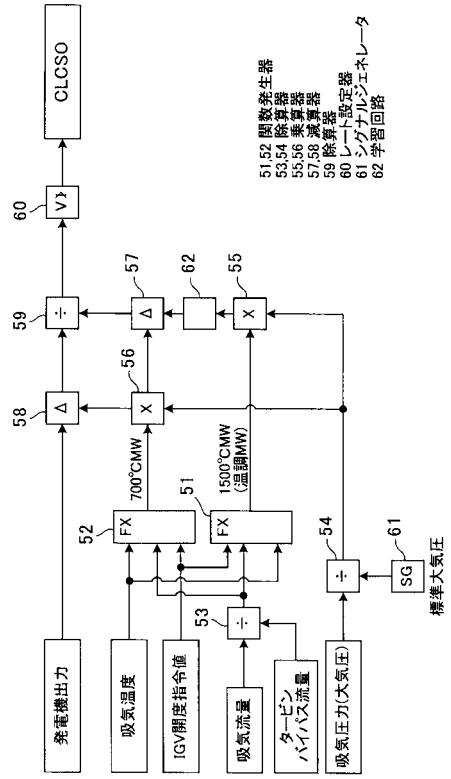 発電機出力
吸気温度
IGV開度指令値
吸気流量
タービン
バイパス流量
吸気圧力(大気圧)
53
÷
54
÷
61
SG
標準大気圧
52
FX
51
FX
700℃MW
1500℃MW
(温調MW)
58
Δ
56
X
59
÷
57
Δ
62
55
X
60
V}
CLCSO
51,52 関数発生器
53,54 除算器
55,56 乗算器
57,58 減算器
59 除算器
60 レート設定器
61 シグナルジェネレータ
62 学習回路